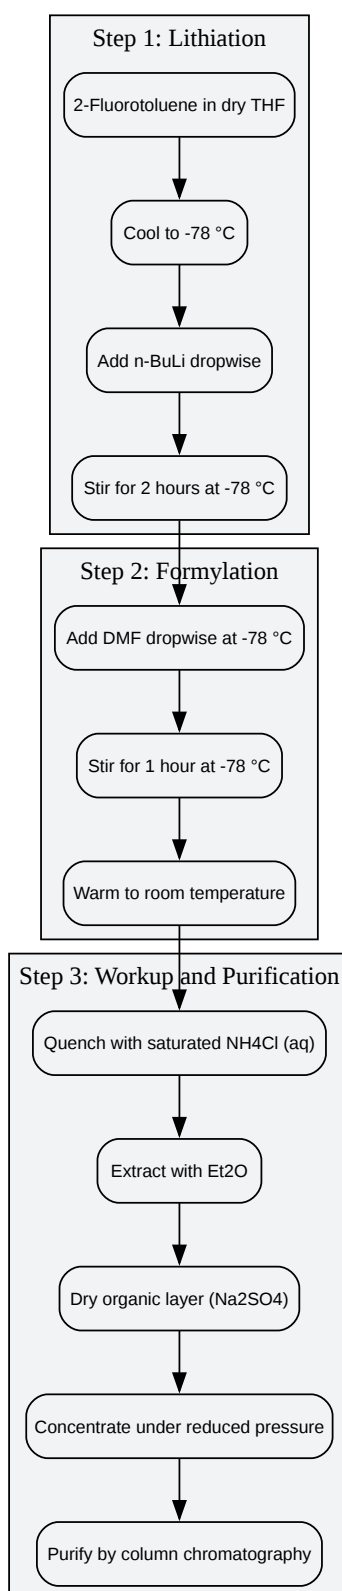 Step 1: Lithiation
2-Fluorotoluene in dry THF
Cool to -78 °C
Add n-BuLi dropwise
Stir for 2 hours at -78 °C
Step 2: Formylation
Add DMF dropwise at -78 °C
Stir for 1 hour at -78 °C
Warm to room temperature
Step 3: Workup and Purification
Quench with saturated NH4Cl (aq)
Extract with Et2O
Dry organic layer (Na2SO4)
Concentrate under reduced pressure
Purify by column chromatography